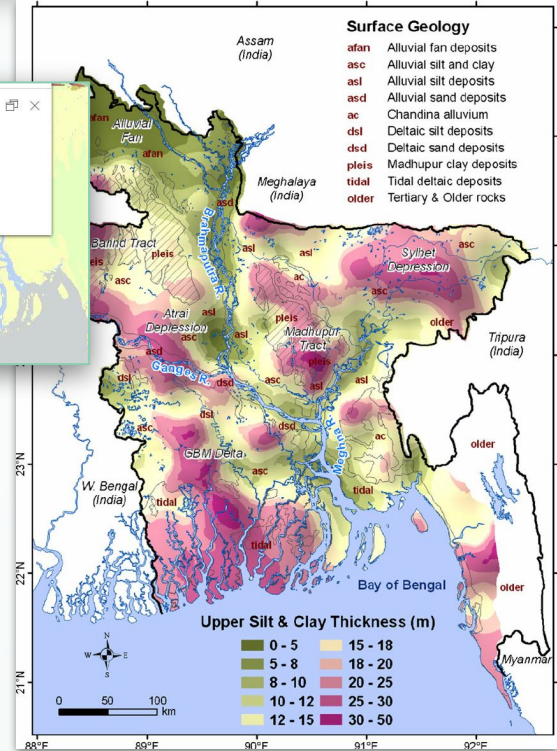 Surface Geology
afan Alluvial fan deposits
asc Alluvial silt and clay
asl Alluvial silt deposits
asd Alluvial sand deposits
ac Chandina alluvium
dsl Deltaic silt deposits
dsd Deltaic sand deposits
pleis Madhupur clay deposits
tidal Tidal deltaic deposits
older Tertiary & Older rocks
Assam
(India)
afan
Alluvial
Fan
afan
Meghalaya
(India)
asd
Brahmaputra R.
Barind Tract
pleis
eis
asc
asl
asl
asc
Sylhet
Depression
ac
asc
Atrai
Depression
asl
asc
asl
pleis
Madhupur
Tract
pleis
older
Tripura
(India)
asd
Ganges R.
dsl
dsd
asc
asl
asl
dsl
asc
dsd
Meghna R.
ac
older
GBM Delta
asc
W. Bengal
(India)
tidal
tidal
tidal
older
Bay of Bengal
Myanmar
23°N
22°N
21°N
Upper Silt & Clay Thickness (m)
0 - 5 15 - 18
5 - 8 18 - 20
8 - 10 20 - 25
10 - 12 25 - 30
12 - 15 30 - 50
N
W E
S
0 50 100
km
88°E 89°E 90°E 91°E 92°E